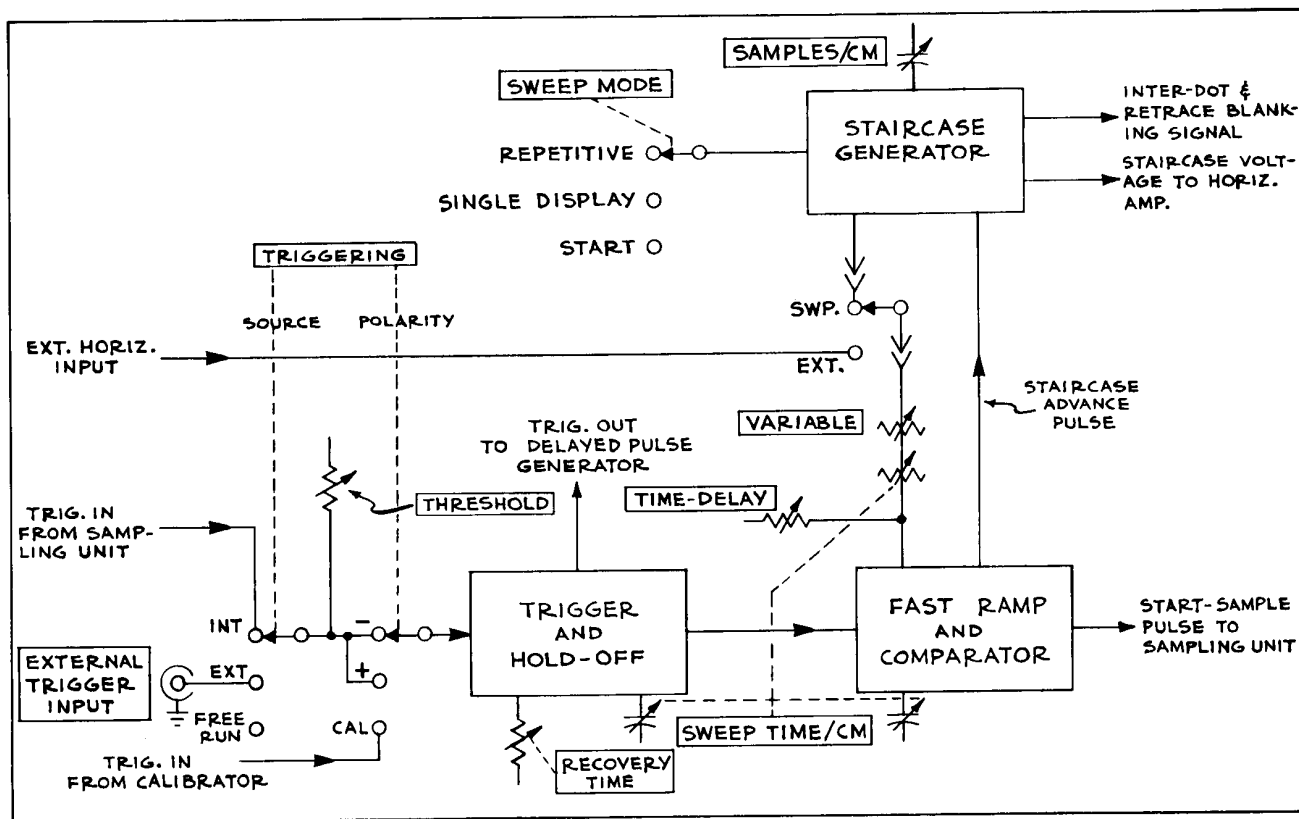 SAMPLES/CM
SWEEP MODE
STAIRCASE
GENERATOR
INTER-DOT &
RETRACE BLANK-
ING SIGNAL
STAIRCASE VOLT-
AGE TO HORIZ.
AMP.
REPETITIVE
SINGLE DISPLAY
START
TRIGGERING
SOURCE
POLARITY
SWP.
EXT. HORIZ.
INPUT
EXT.
STAIRCASE
ADVANCE
PULSE
VARIABLE
TRIG. OUT
TO DELAYED PULSE
GENERATOR
THRESHOLD
TIME-DELAY
TRIG. IN
FROM SAMP-
LING UNIT
INT
-
TRIGGER
AND
HOLD-OFF
FAST RAMP
AND
COMPARATOR
START-SAMPLE
PULSE TO
SAMPLING UNIT
EXTERNAL
TRIGGER
INPUT
EXT
+
FREE
RUN
CAL
SWEEP TIME/CM
TRIG. IN
FROM CALIBRATOR
RECOVERY
TIME